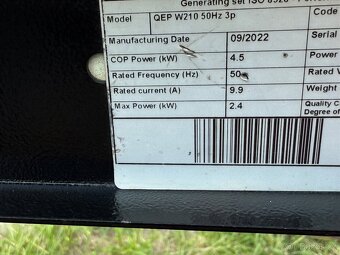 Generating set ISO 8528
Model QEP W210 50Hz 3p Code
Manufacturing Date 09/2022 Serial
COP Power (kW) 4.5 Power
Rated Frequency (Hz) 50 Rated V
Rated current (A) 9.9 Weight
Max Power (kW) 2.4 Quality C
Degree of